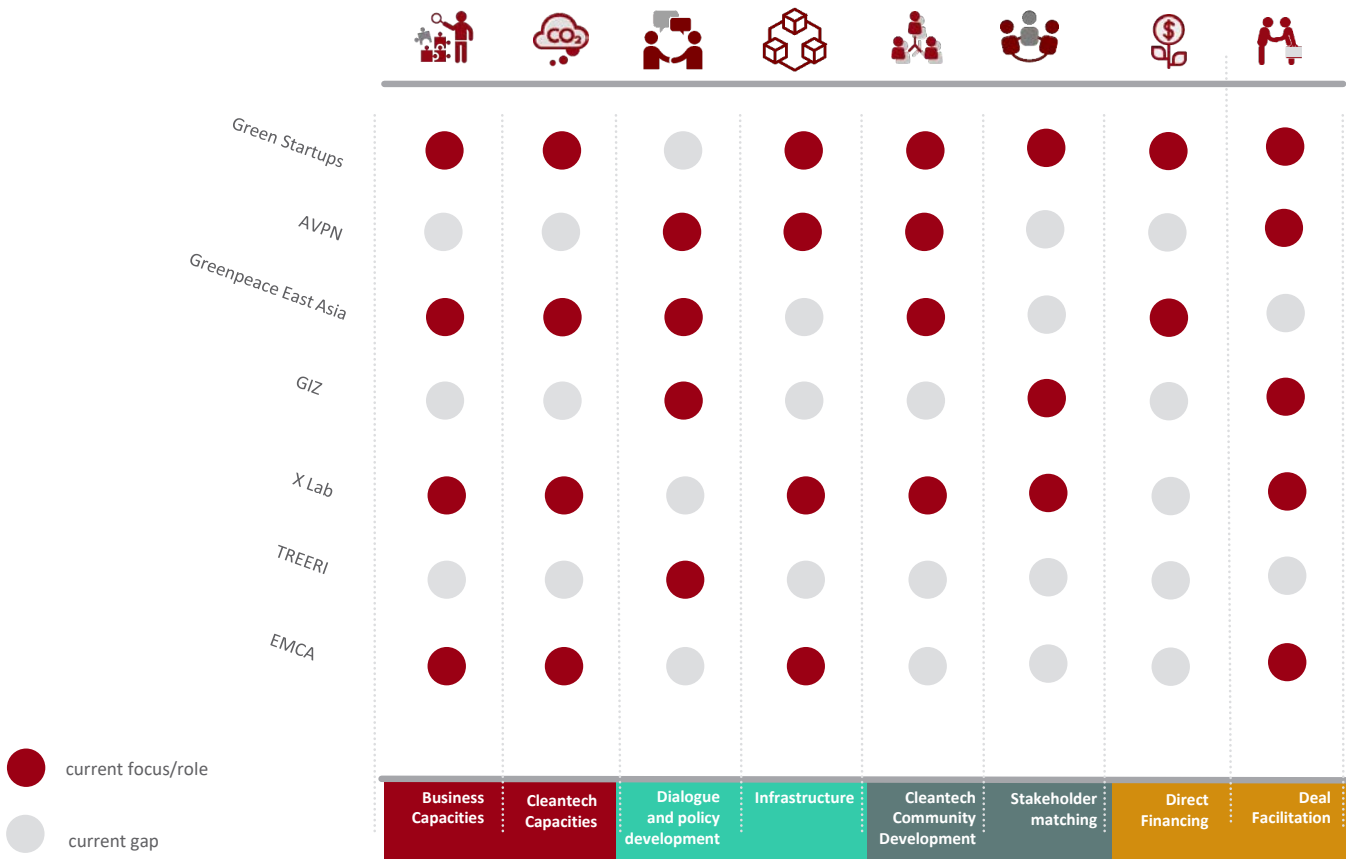 CO₂
$
Green Startups
AVPN
Greenpeace East Asia
GIZ
X Lab
TREERI
EMCA
current focus/role
current gap
Business
Capacities
Cleantech
Capacities
Dialogue
and policy
development
Infrastructure
Cleantech
Community
Development
Stakeholder
matching
Direct
Financing
Deal
Facilitation